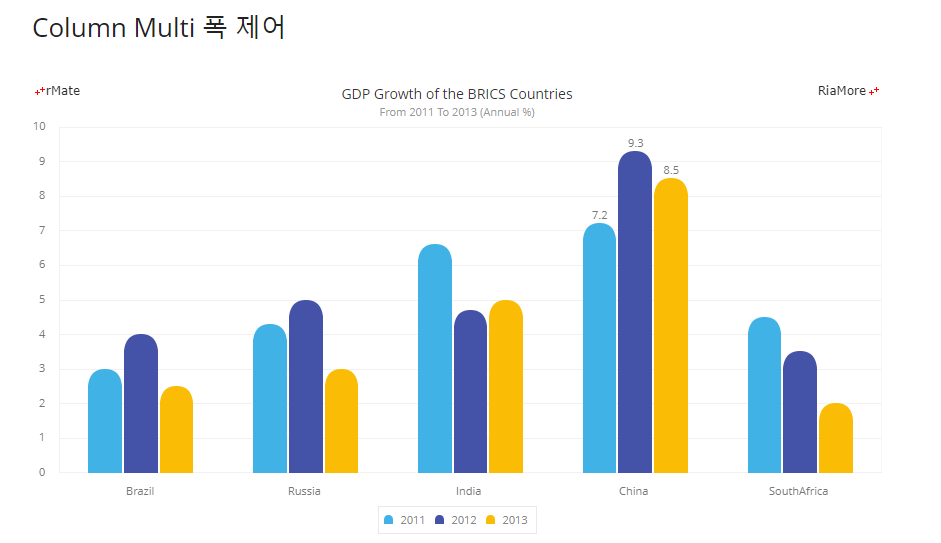 Column Multi 폭 제어
rMate
GDP Growth of the BRICS Countries
RiaMore
From 2011 To 2013 (Annual %)
10
9
8
7
6
5
4
3
2
1
0
7.2
9.3
8.5
Brazil Russia India China SouthAfrica
2011 2012 2013